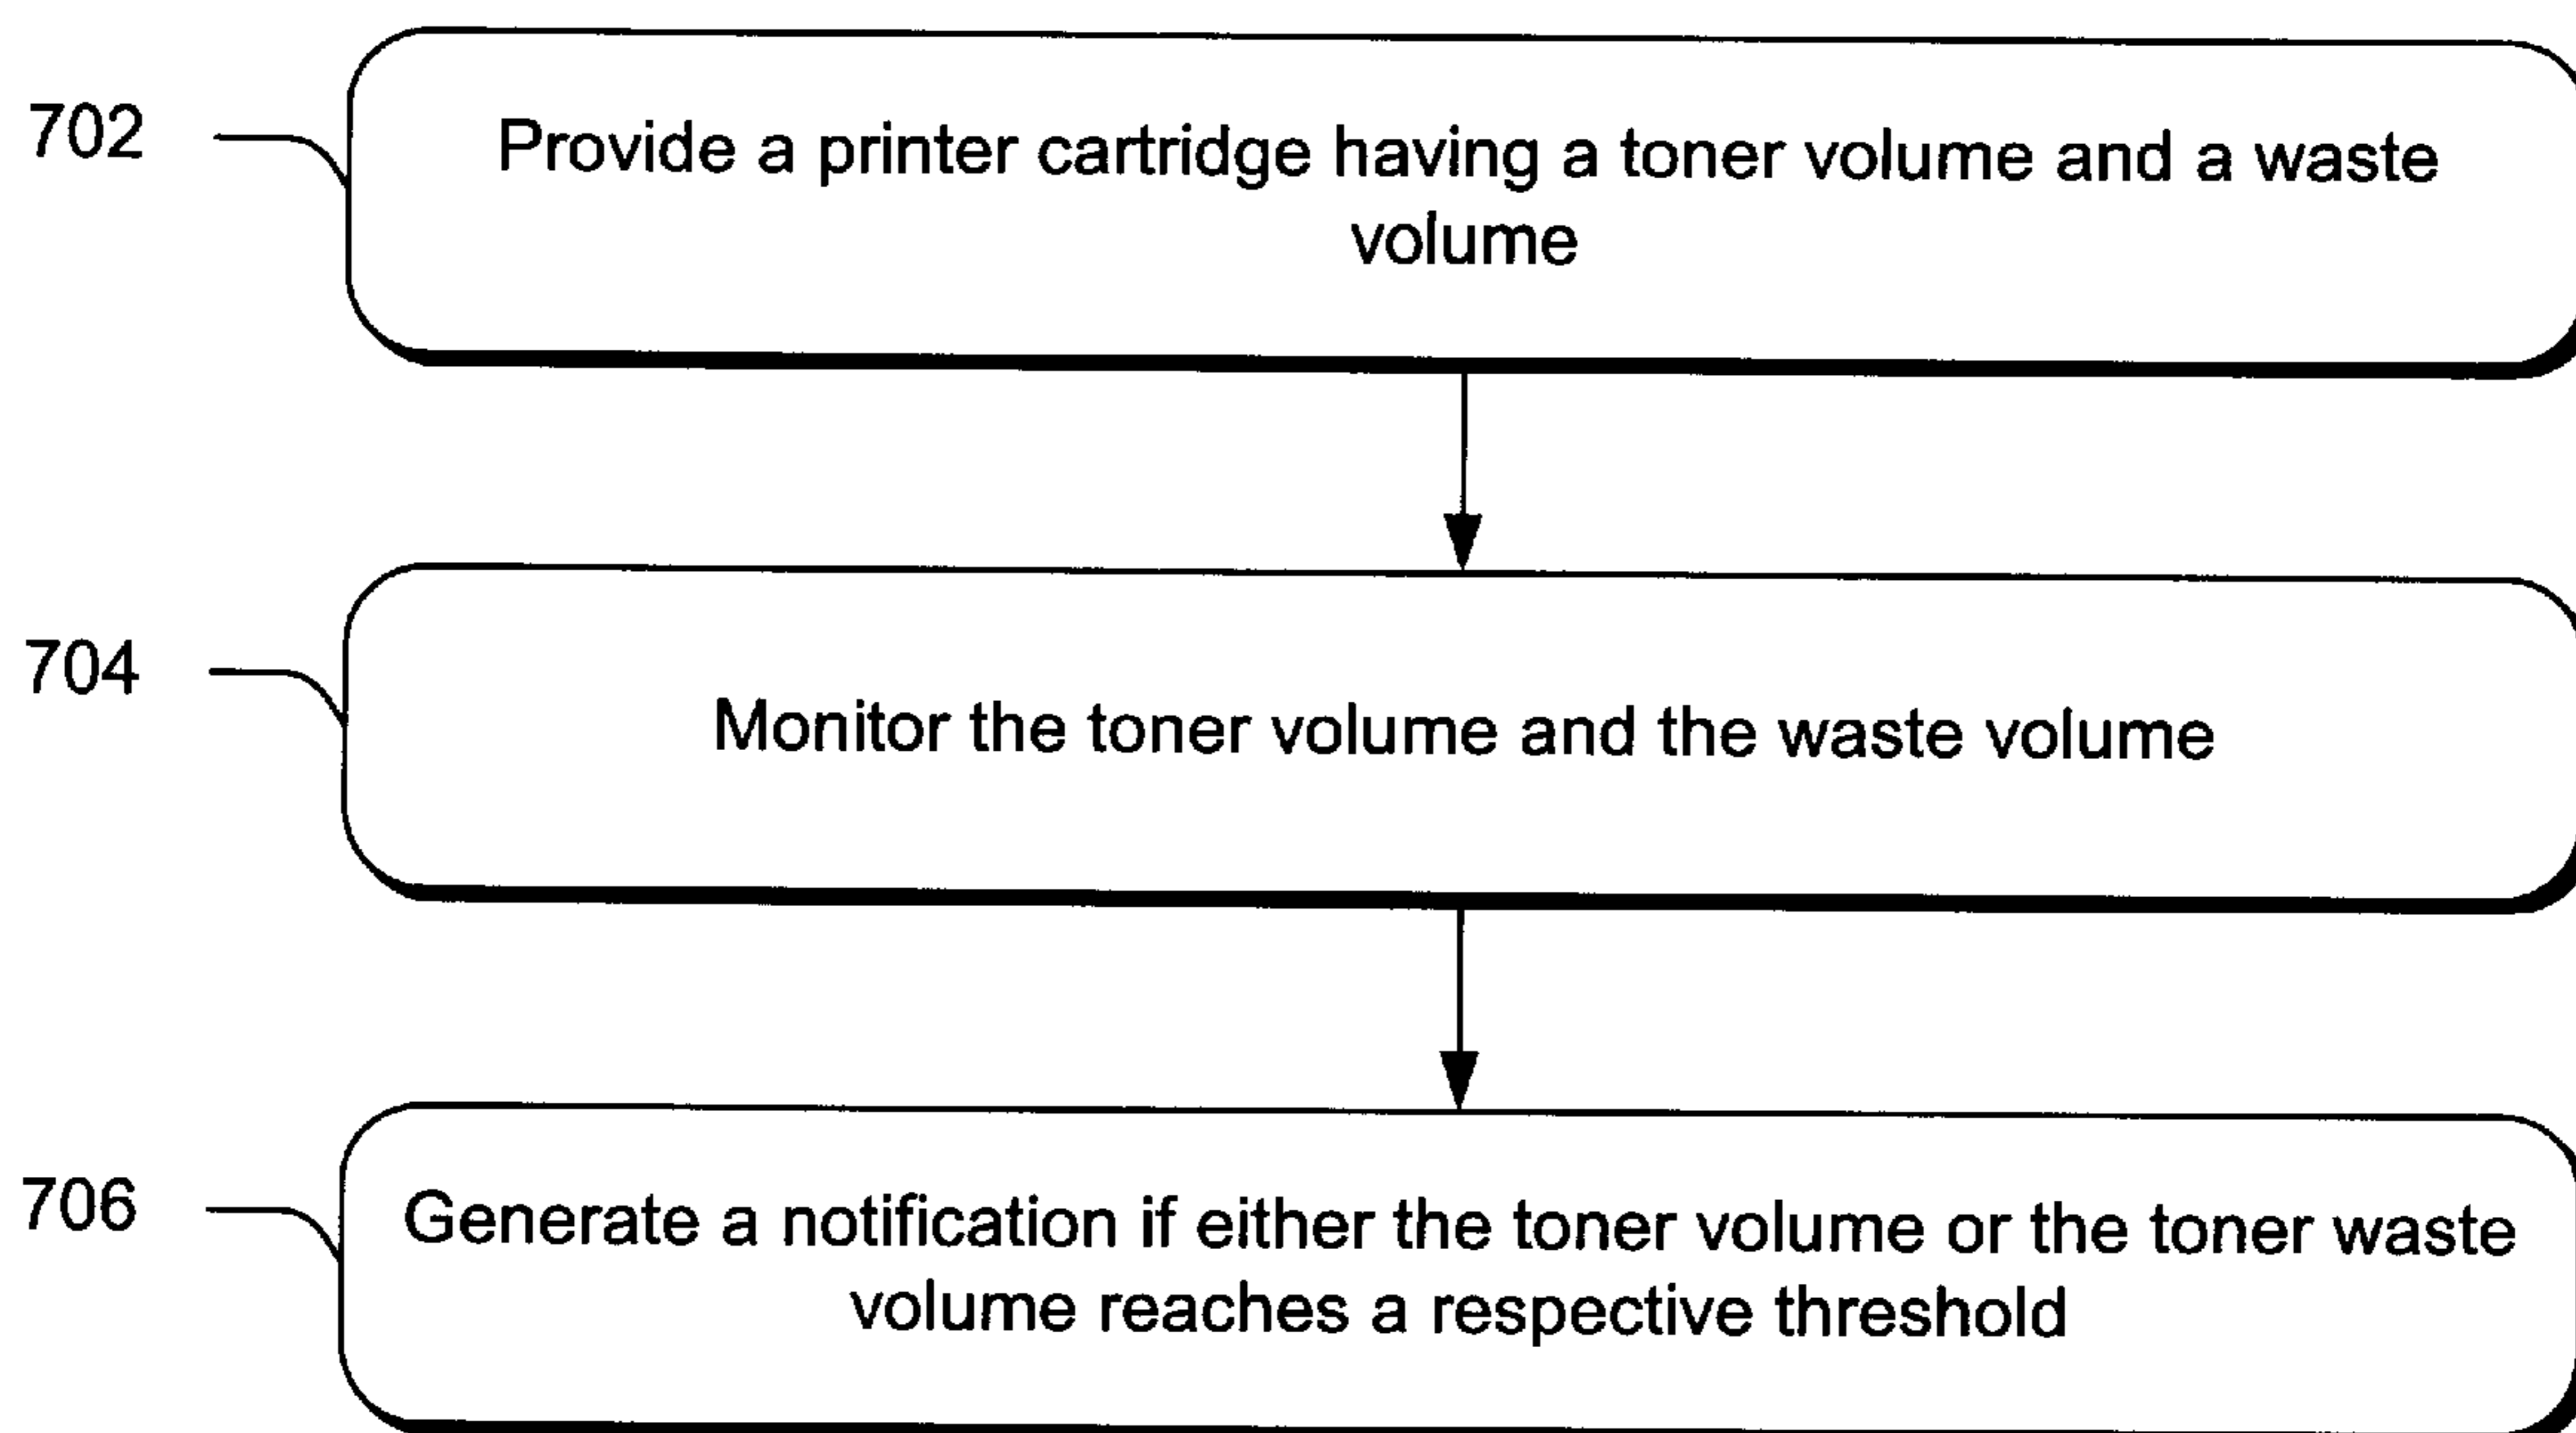 702
Provide a printer cartridge having a toner volume and a waste
volume
704
Monitor the toner volume and the waste volume
706
Generate a notification if either the toner volume or the toner waste
volume reaches a respective threshold